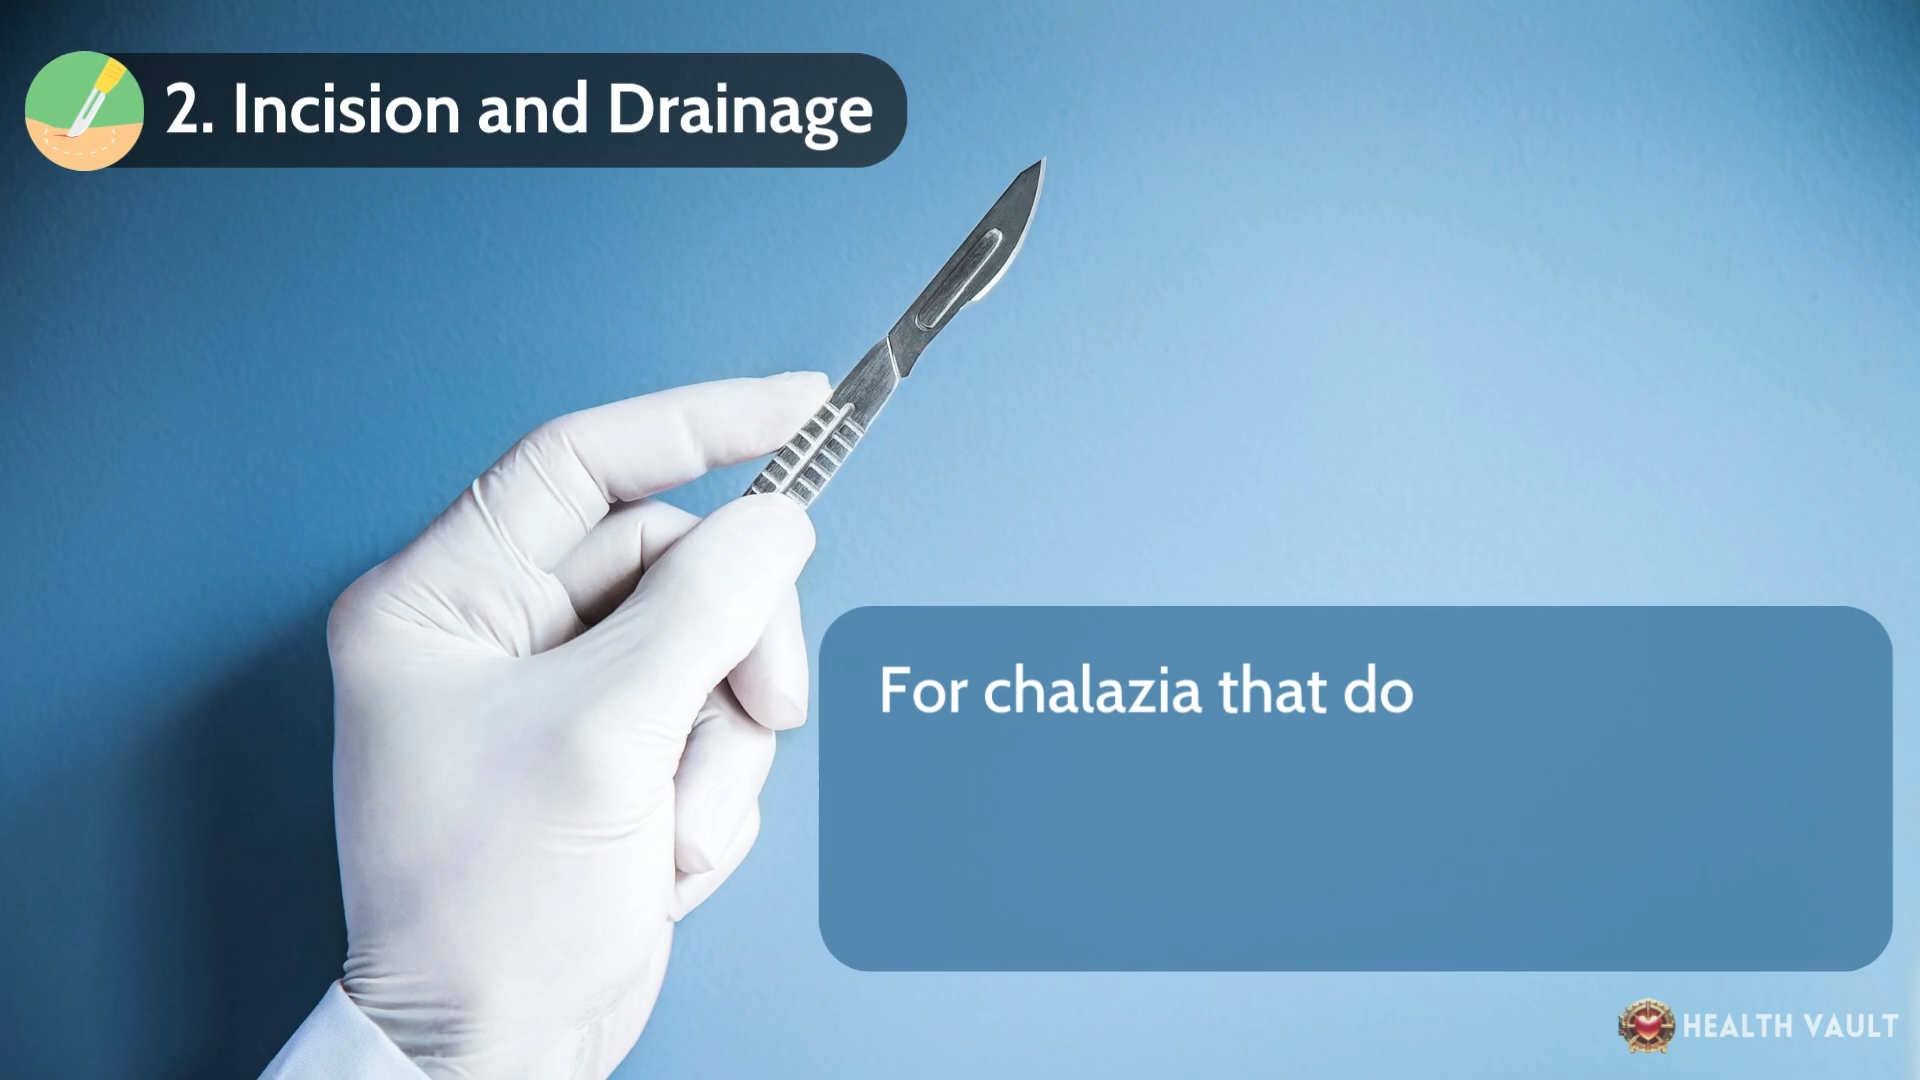 2. Incision and Drainage
For chalazia that do
HEALTH VAULT